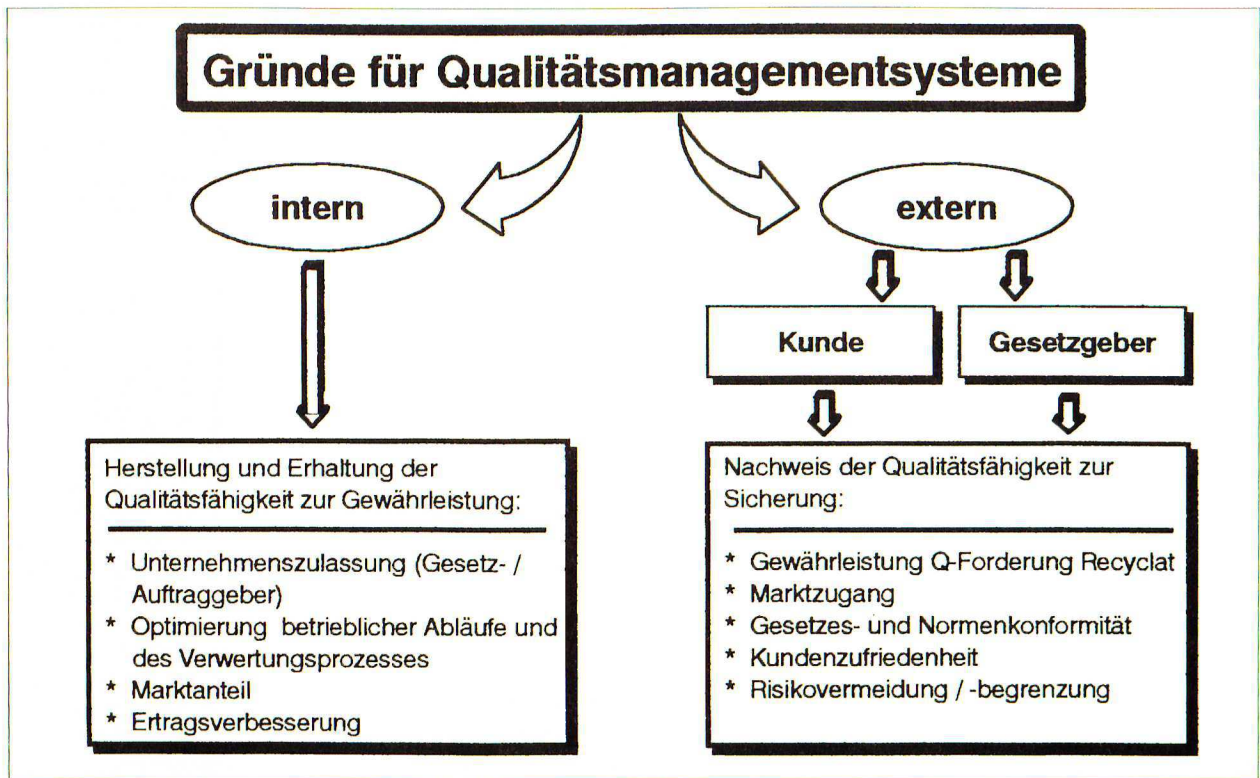 Gründe für Qualitätsmanagementsysteme
intern
extern
Kunde
Gesetzgeber
Herstellung und Erhaltung der
Qualitätsfähigkeit zur Gewährleistung:
* Unternehmenszulassung (Gesetz- /
Auftraggeber)
* Optimierung betrieblicher Abläufe und
des Verwertungsprozesses
* Marktanteil
* Ertragsverbesserung
Nachweis der Qualitätsfähigkeit zur
Sicherung:
* Gewährleistung Q-Forderung Recyclat
* Marktzugang
* Gesetzes- und Normenkonformität
* Kundenzufriedenheit
* Risikovermeidung / -begrenzung